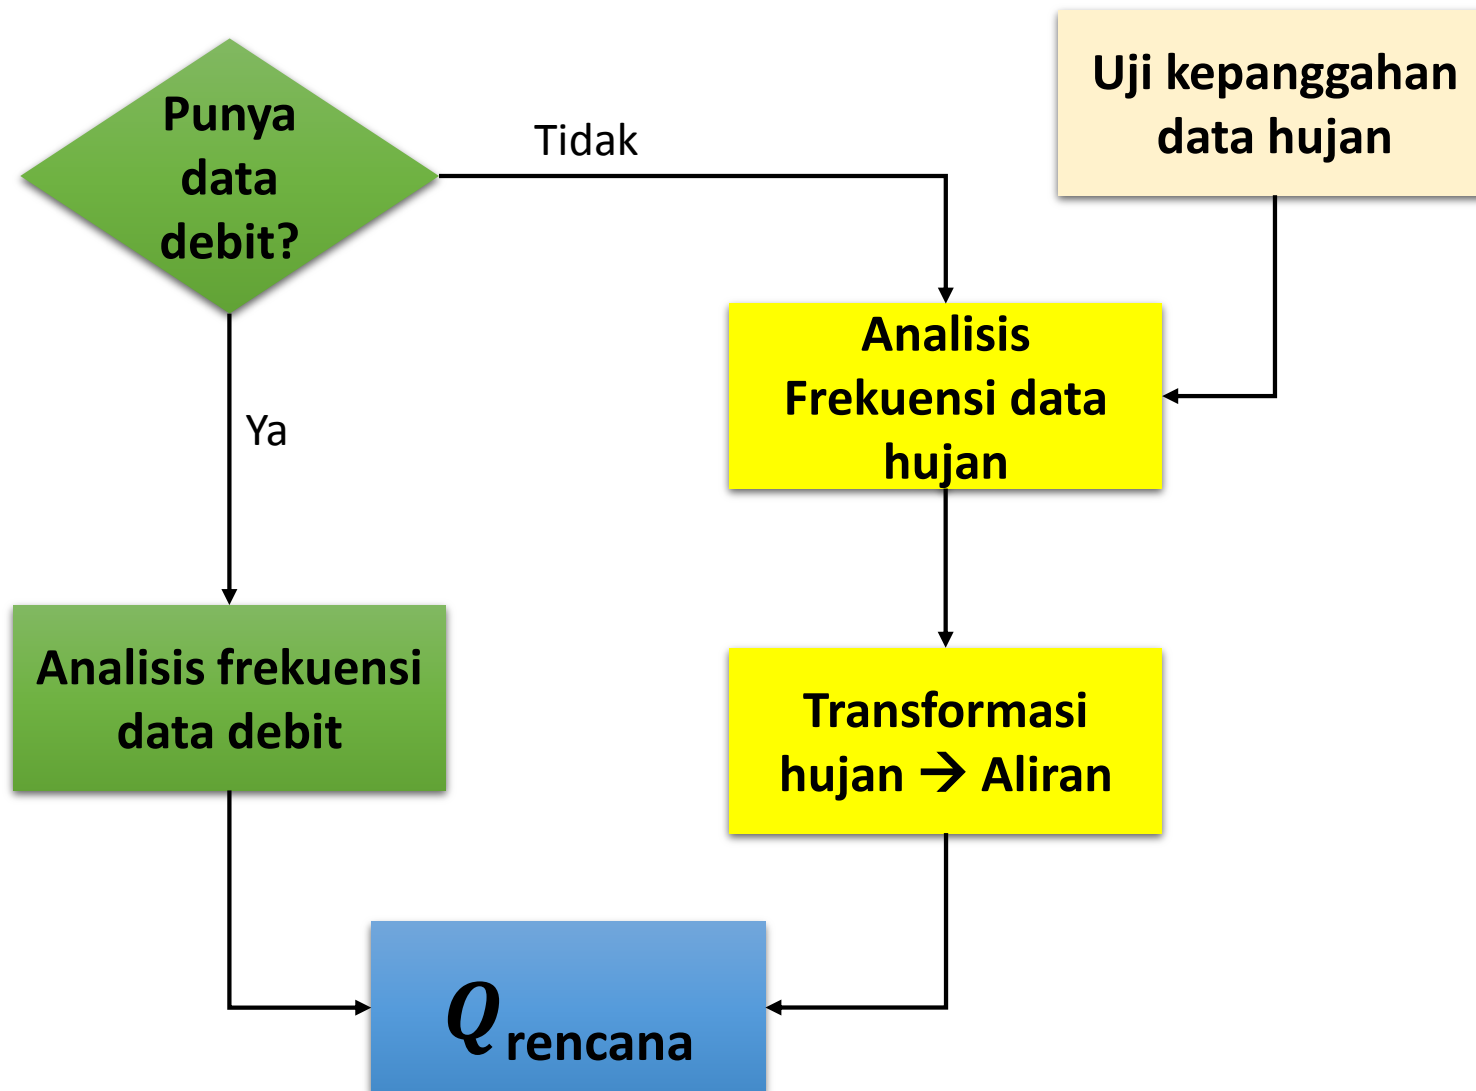 Punya
data
debit?
Tidak
Uji kepanggahan
data hujan
Analisis
Frekuensi data
hujan
Ya
Analisis frekuensi
data debit
Transformasi
hujan → Aliran
Q rencana